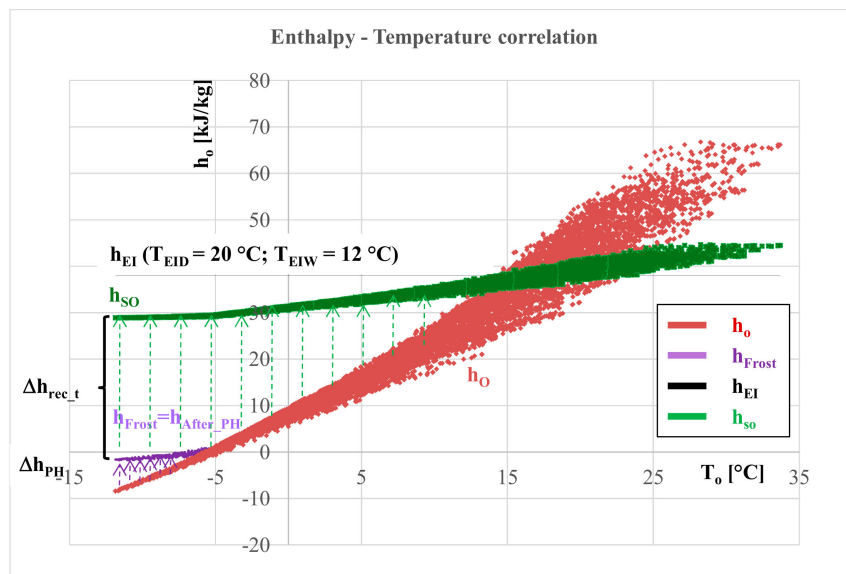 Enthalpy - Temperature correlation
h_o [kJ/kg]
80
70
60
50
40
30
20
10
0
-10
-20
h_EI (T_EID = 20 °C; T_EIW = 12 °C)
h_SO
Δh_rec_t
h_Frost=h_After_PH
Δh_PH
h_O
-15
-5
5
15
25
35
T_o [°C]
h_o
h_Frost
h_EI
h_so